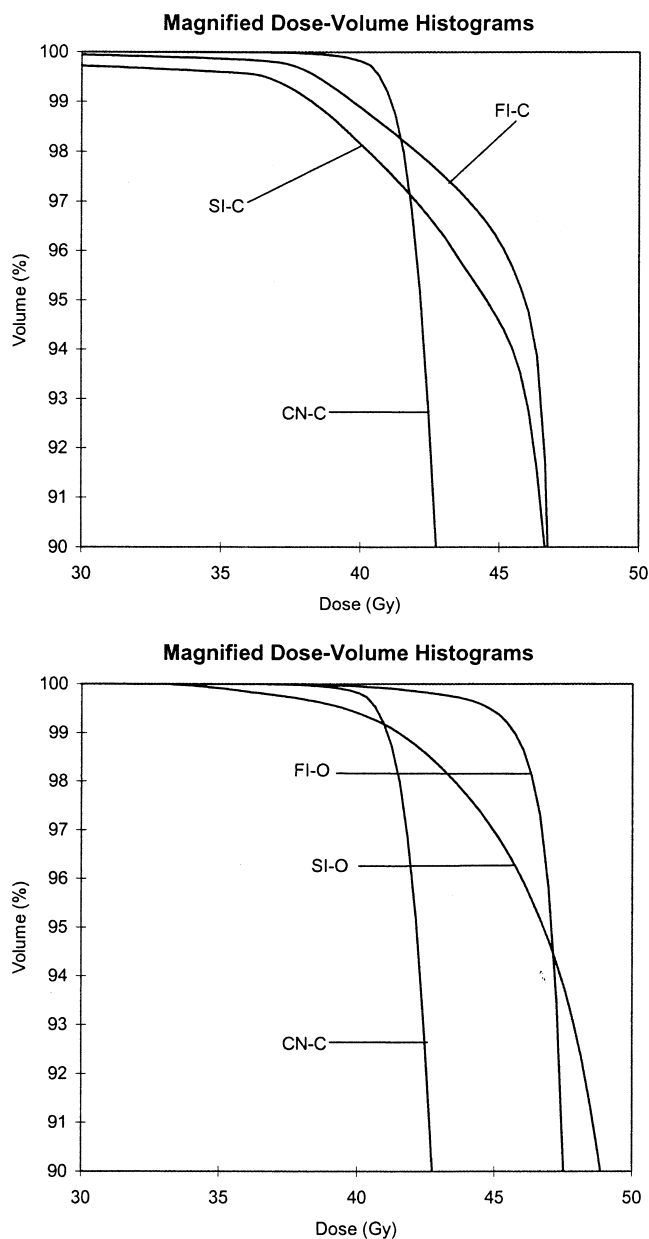 Magnified Dose-Volume Histograms
100
99
98
97
96
95
94
93
92
91
90
Volume (%)
FI-C
SI-C
CN-C
30 35 40 45 50
Dose (Gy)
Magnified Dose-Volume Histograms
100
99
98
97
96
95
94
93
92
91
90
Volume (%)
FI-O
SI-O
CN-C
30 35 40 45 50
Dose (Gy)